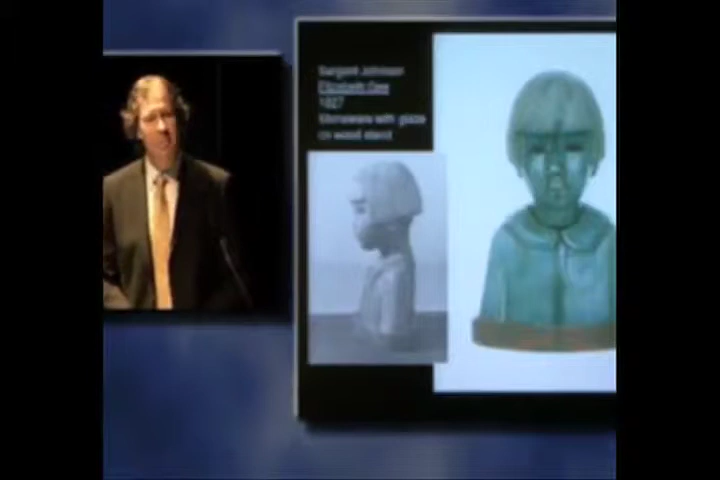 Sargent Johnson
Elizabeth Gee
1927
Stoneware with glaze
on wood stand